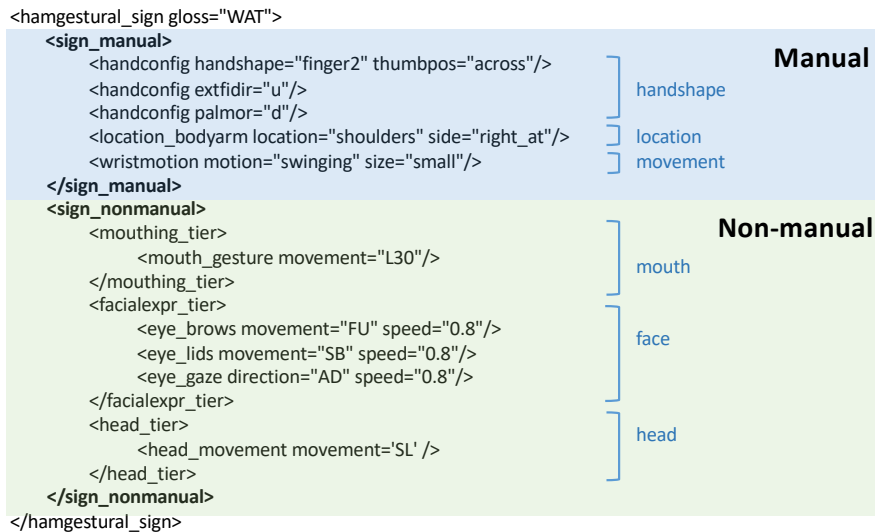 <hamgestural_sign gloss="WAT">
<sign_manual>
Manual
<handconfig handshape="finger2" thumbpos="across"/>
<handconfig extfidir="u"/>
handshape
<handconfig palmor="d"/>
<location_bodyarm location="shoulders" side="right_at"/>
location
<wristmotion motion="swinging" size="small"/>
movement
</sign_manual>
<sign_nonmanual>
Non-manual
<mouthing_tier>
<mouth_gesture movement="L30"/>
mouth
</mouthing_tier>
<facialexpr_tier>
<eye_brows movement="FU" speed="0.8"/>
face
<eye_lids movement="SB" speed="0.8"/>
<eye_gaze direction="AD" speed="0.8"/>
</facialexpr_tier>
<head_tier>
head
<head_movement movement='SL' />
</head_tier>
</sign_nonmanual>
</hamgestural_sign>